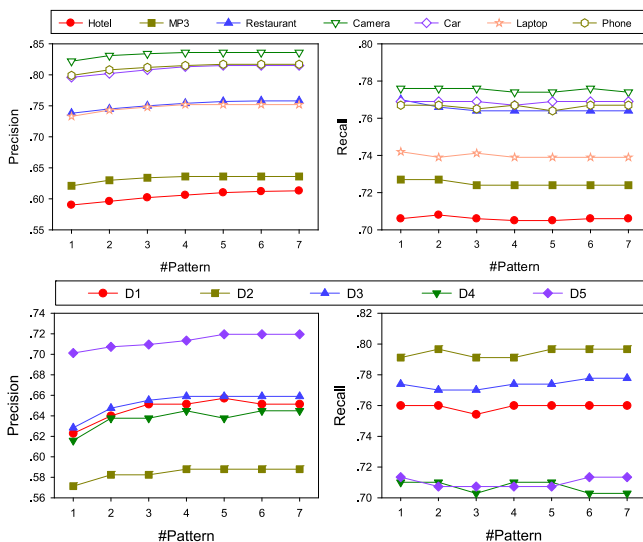 Hotel MP3 Restaurant Camera Car Laptop Phone
.85
.80
.75
.70
.65
.60
.55
Precision
1 2 3 4 5 6 7
#Pattern
.80
.78
.76
.74
.72
.70
Recall
1 2 3 4 5 6 7
#Pattern
D1 D2 D3 D4 D5
.74
.72
.70
.68
.66
.64
.62
.60
.58
.56
Precision
1 2 3 4 5 6 7
#Pattern
.82
.80
.78
.76
.74
.72
.70
Recall
1 2 3 4 5 6 7
#Pattern